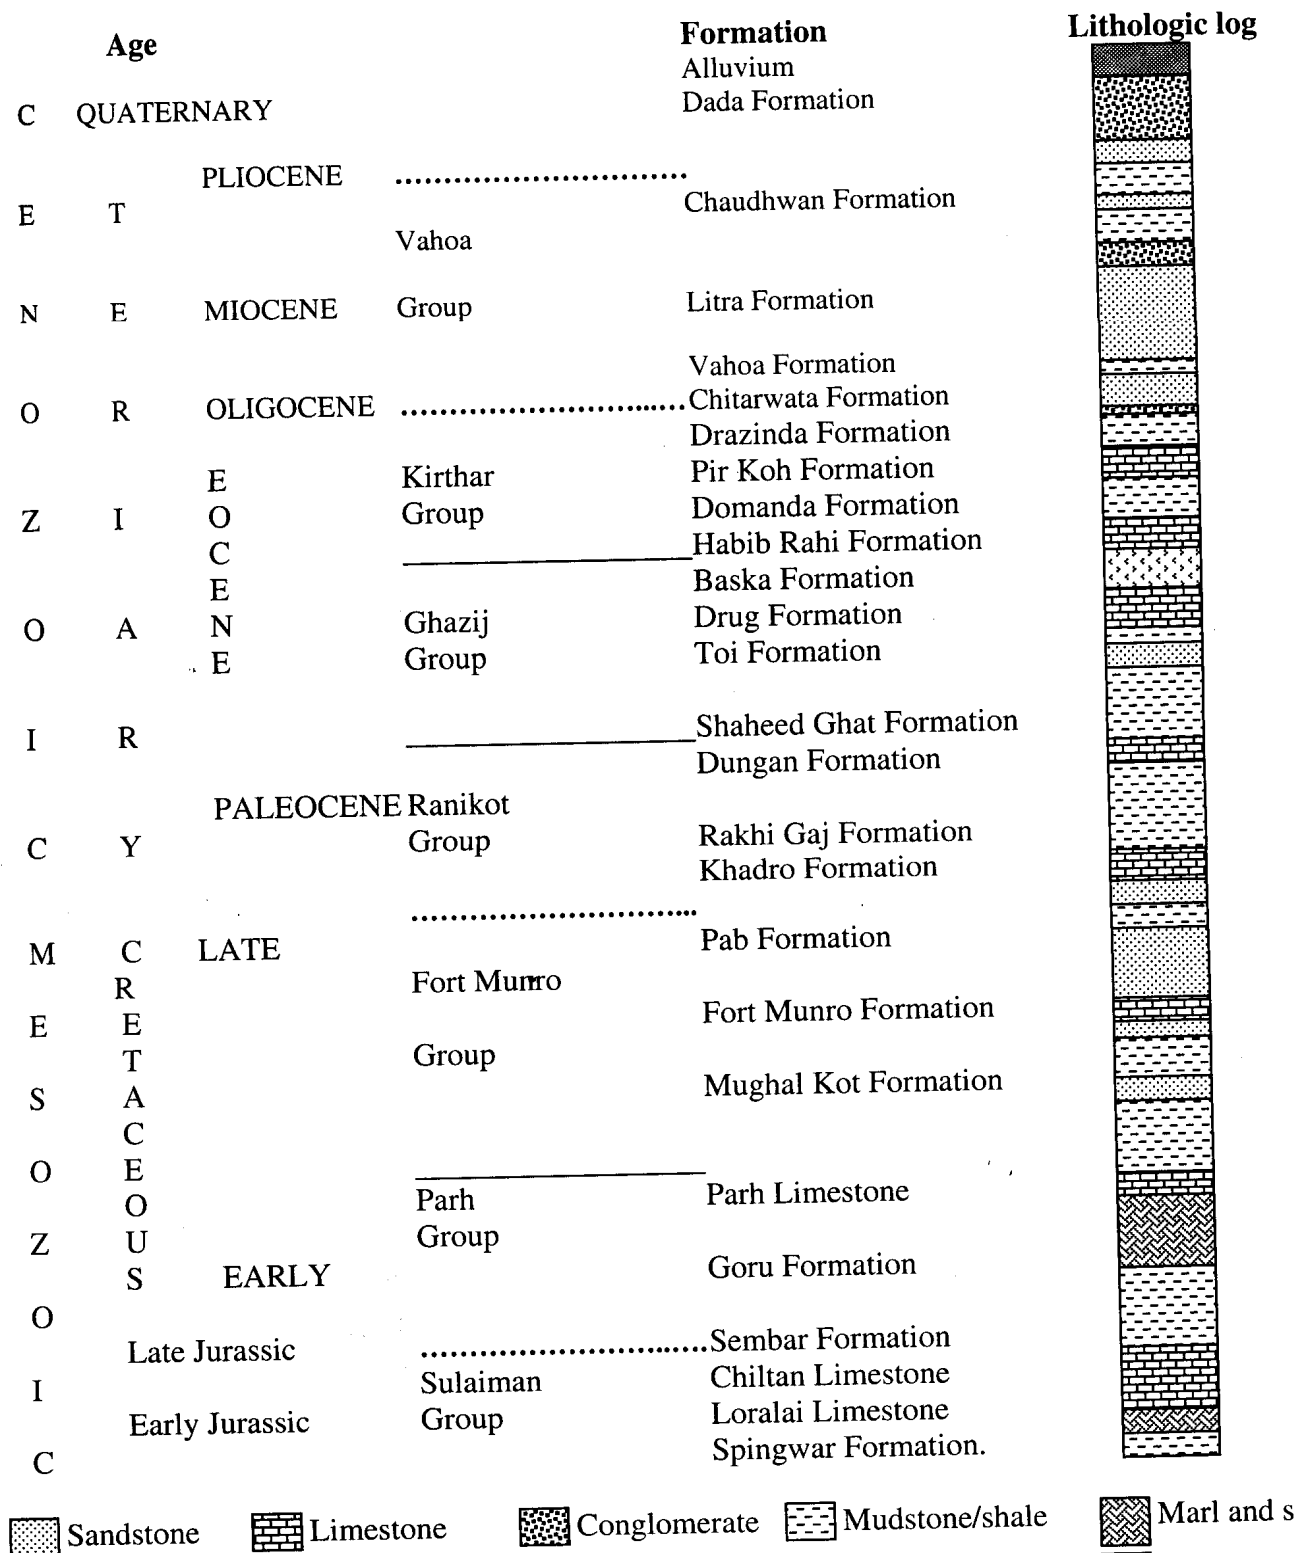 Age Formation Lithologic log
Alluvium
C QUATERNARY Dada Formation
PLIOCENE
E T Chaudhwan Formation
Vahoa
N E MIOCENE Group Litra Formation
Vahoa Formation
O R OLIGOCENE Chitarwata Formation
Drazinda Formation
E Kirthar Pir Koh Formation
Z I O Group Domanda Formation
C Habib Rahi Formation
E Baska Formation
O A N Ghazij Drug Formation
E Group Toi Formation
I R Shaheed Ghat Formation
Dungan Formation
PALEOCENE Ranikot
C Y Group Rakhi Gaj Formation
Khadro Formation
M C LATE Pab Formation
R Fort Munro
E E Fort Munro Formation
T Group
S A Mughal Kot Formation
C
O E
O Parh Parh Limestone
Z U Group
S EARLY Goru Formation
O
Late Jurassic Sembar Formation
I Sulaiman Chiltan Limestone
Early Jurassic Group Loralai Limestone
C Spingwar Formation.
Sandstone Limestone Conglomerate Mudstone/shale Marl and s